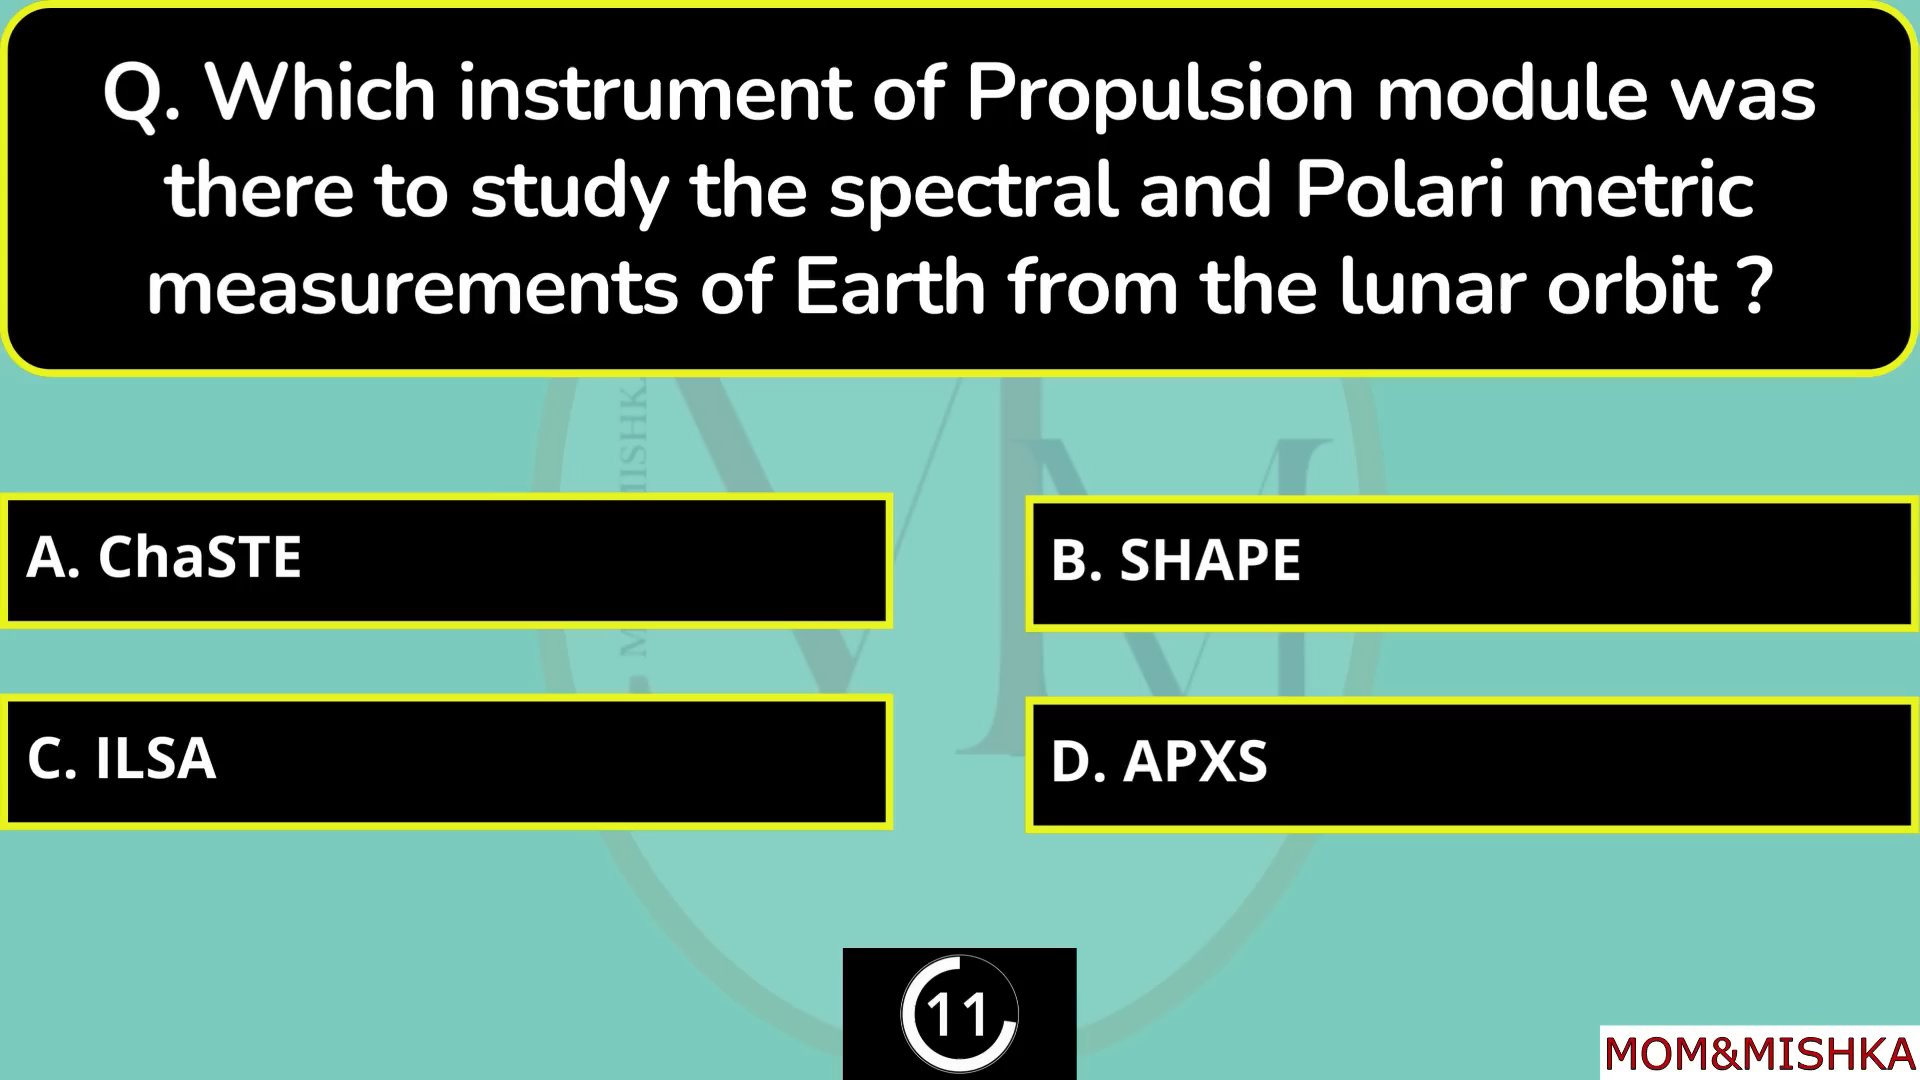 Q. Which instrument of Propulsion module was
there to study the spectral and Polari metric
measurements of Earth from the lunar orbit ?
A. ChaSTE
B. SHAPE
C. ILSA
D. APXS
11
MOM&MISHKA